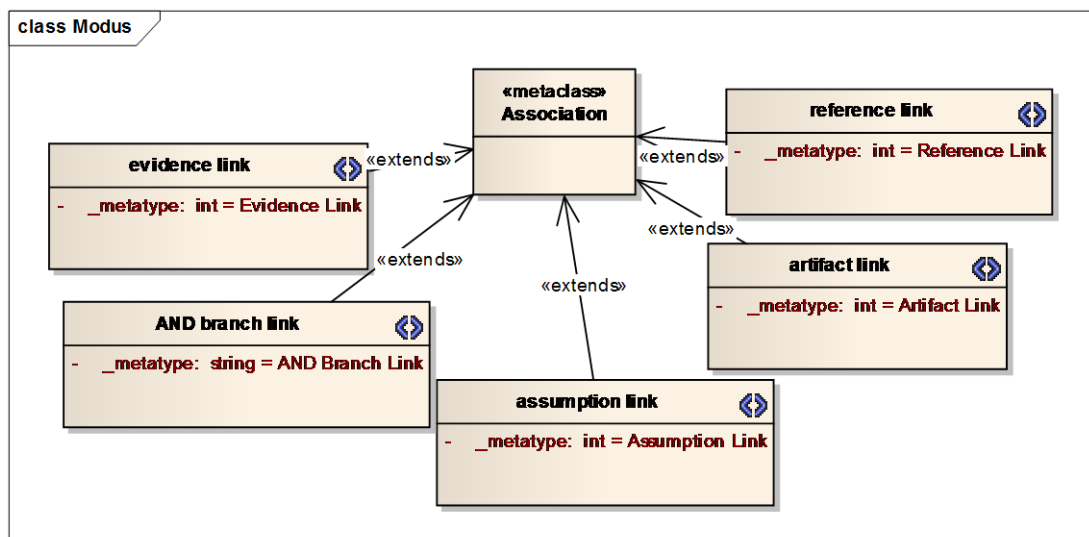 class Modus
«metaclass»
Association
reference link
- _metatype: int = Reference Link
«extends»
evidence link
- _metatype: int = Evidence Link
«extends»
«extends»
artifact link
- _metatype: int = Artifact Link
«extends»
AND branch link
- _metatype: string = AND Branch Link
«extends»
assumption link
- _metatype: int = Assumption Link